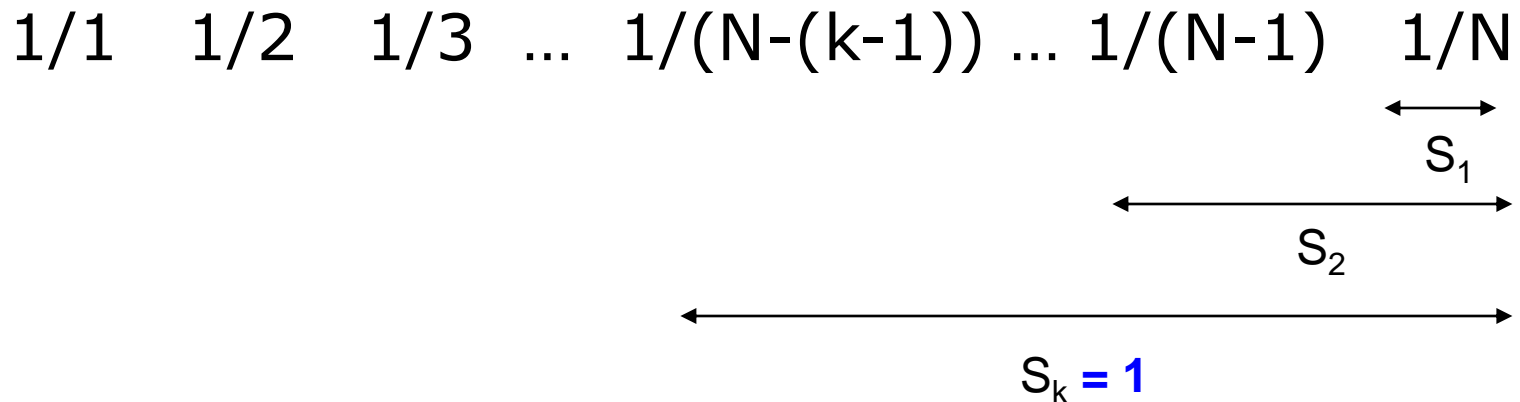 1/1 1/2 1/3 … 1/(N-(k-1)) … 1/(N-1) 1/N
S₁
S₂
Sₖ = 1